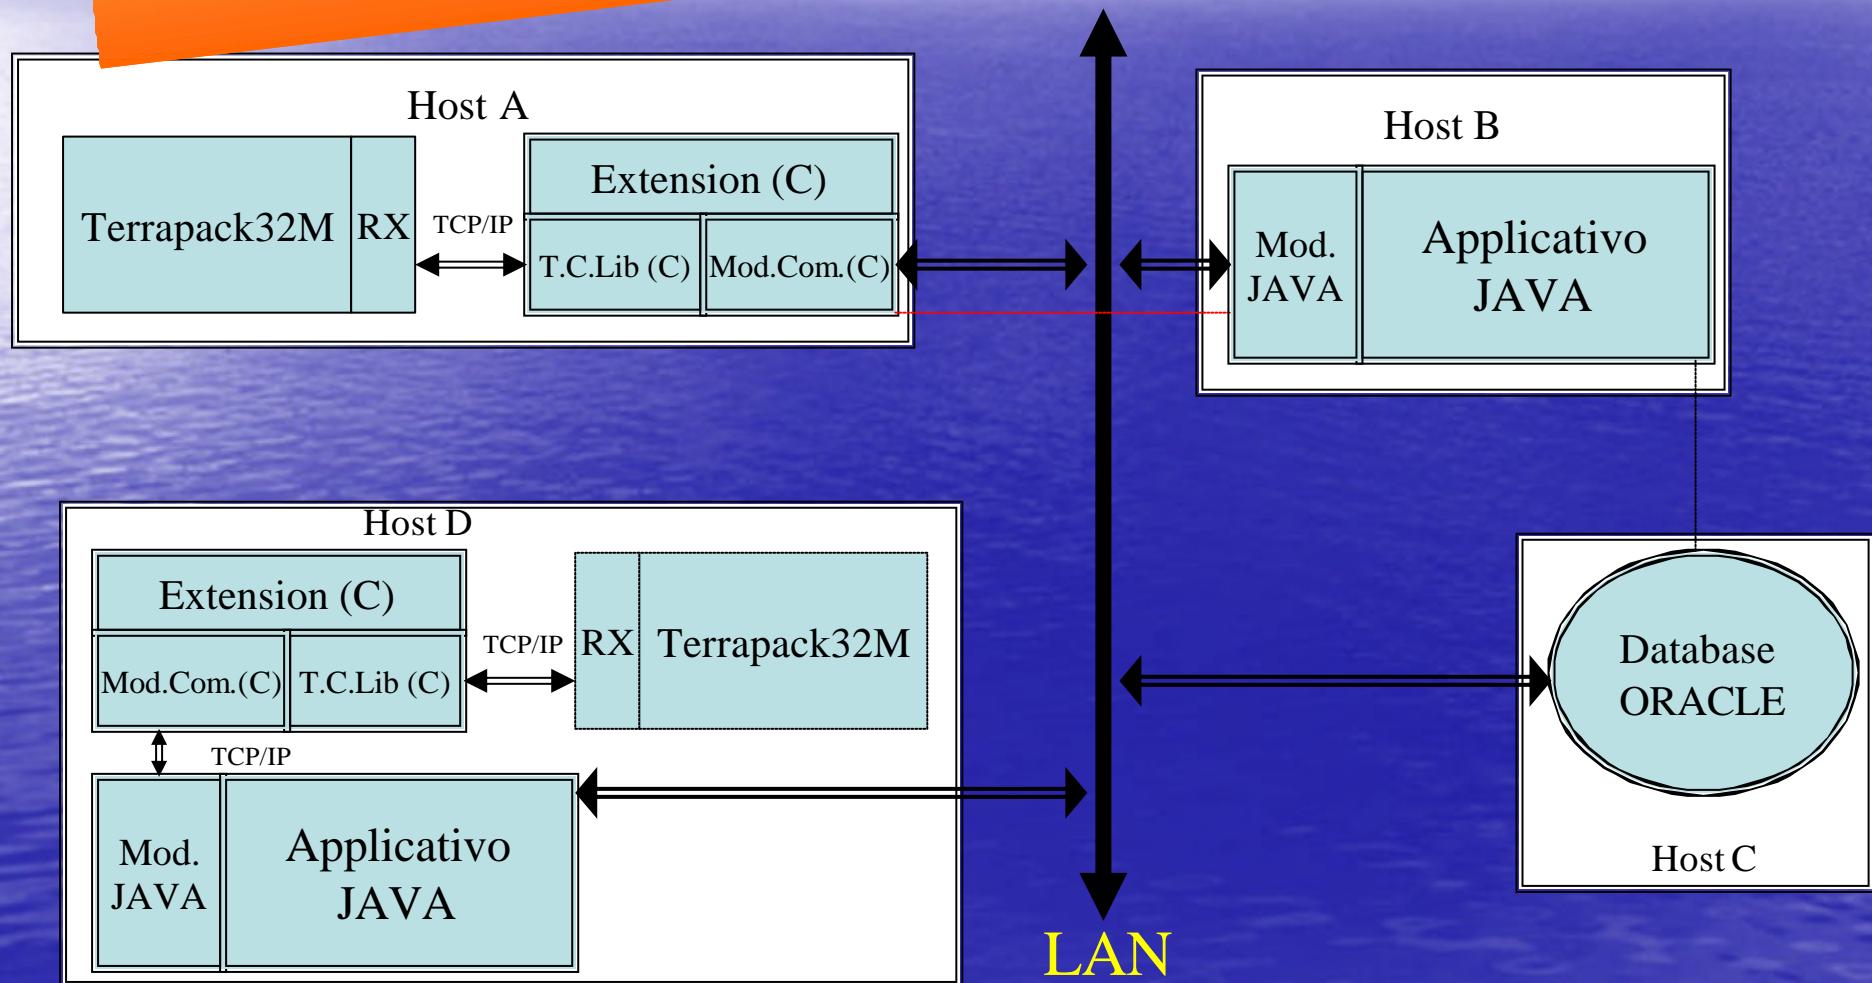 Host A
Terrapack32M
RX
TCP/IP
Extension (C)
T.C.Lib (C)
Mod.Com.(C)
Host B
Mod.
JAVA
Applicativo
JAVA
Host D
Extension (C)
Mod.Com.(C)
T.C.Lib (C)
TCP/IP
RX
Terrapack32M
TCP/IP
Mod.
JAVA
Applicativo
JAVA
Database
ORACLE
Host C
LAN